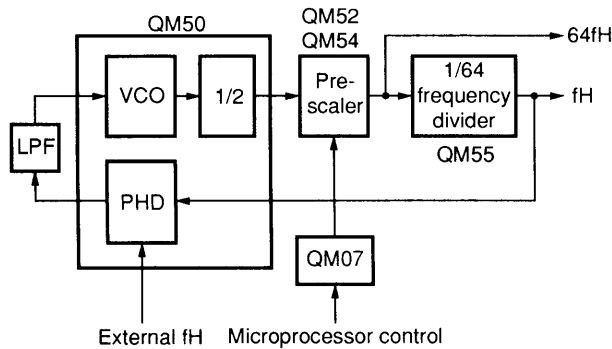 QM50
QM52
QM54
64fH
VCO
1/2
Pre-
scaler
1/64
frequency
divider
fH
QM55
LPF
PHD
QM07
External fH
Microprocessor control